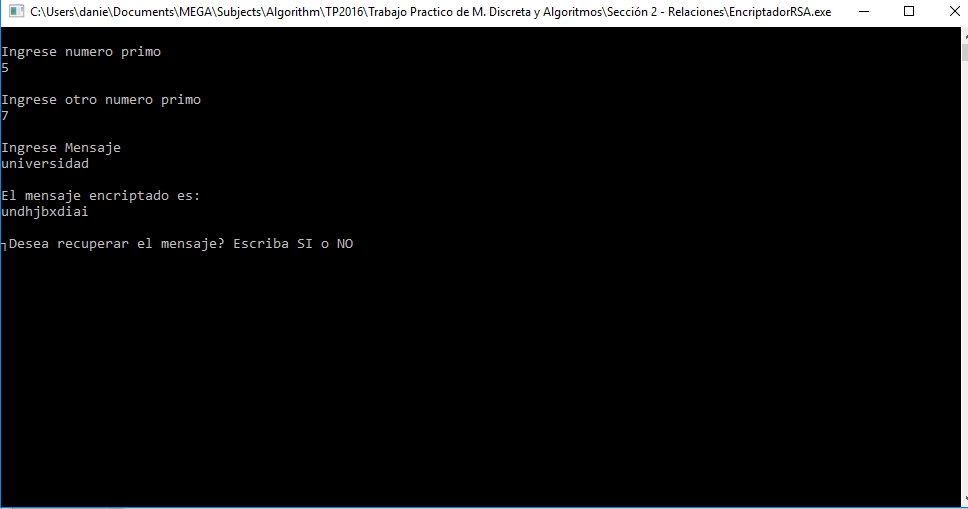 C:\Users\danie\Documents\MEGA\Subjects\Algorithm\TP2016\Trabajo Practico de M. Discreta y Algoritmos\Sección 2 - Relaciones\EncriptadorRSA.exe
Ingrese numero primo
5
Ingrese otro numero primo
7
Ingrese Mensaje
universidad
El mensaje encriptado es:
undhjbxdiai
┐Desea recuperar el mensaje? Escriba SI o NO